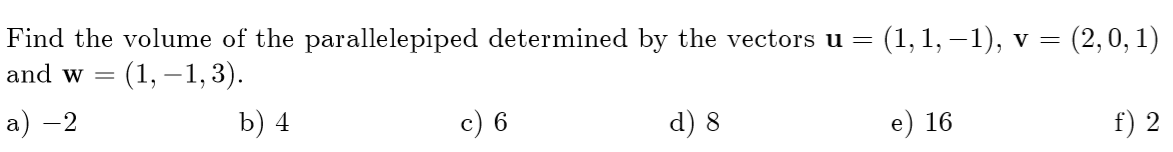 Find the volume of the parallelepiped determined by the vectors u = (1, 1, −1), v = (2, 0, 1)
and w = (1, −1, 3).
a) −2 b) 4 c) 6 d) 8 e) 16 f) 2